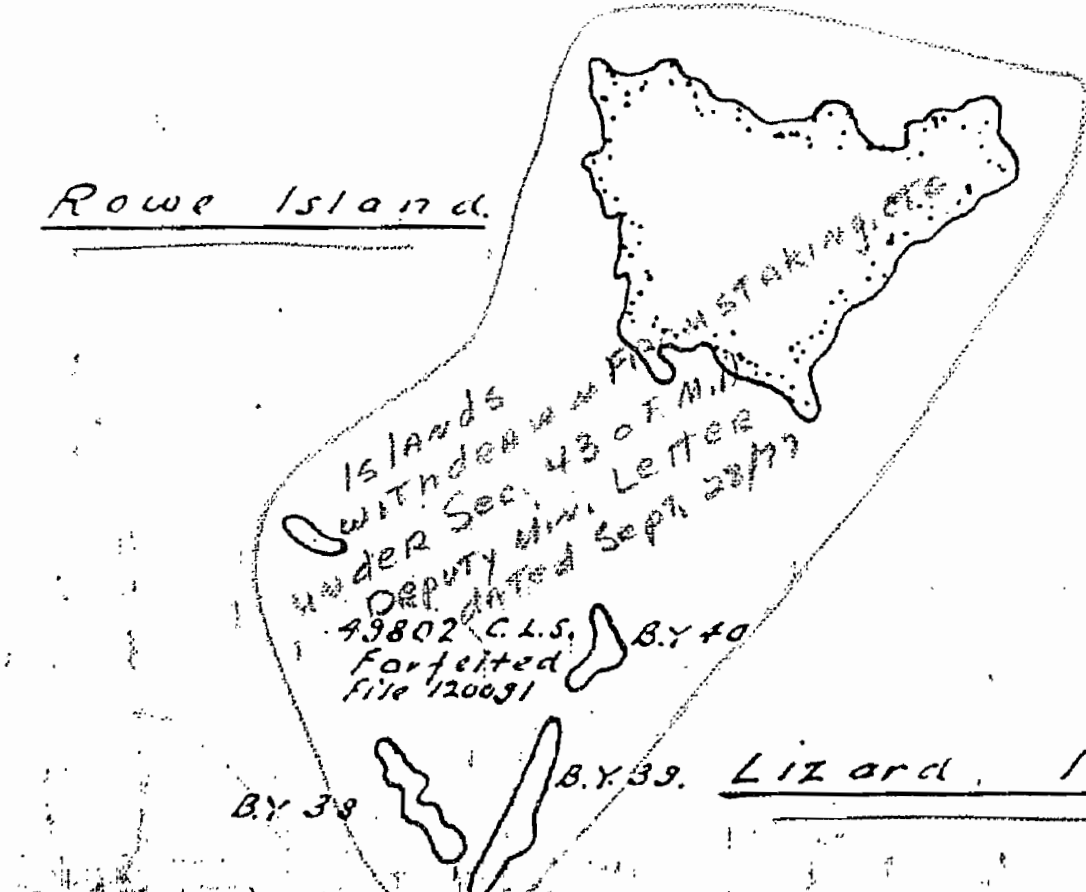 Rowe Island.
Islands
withdrawn from staking, etc
under Sec. 43 of M.A
Deputy Min. Letter
dated Sept. 28/77
49802 C.L.S.
Forfeited
File 120091
B.Y 40
B.Y 38
B.Y. 39.
Lizard I